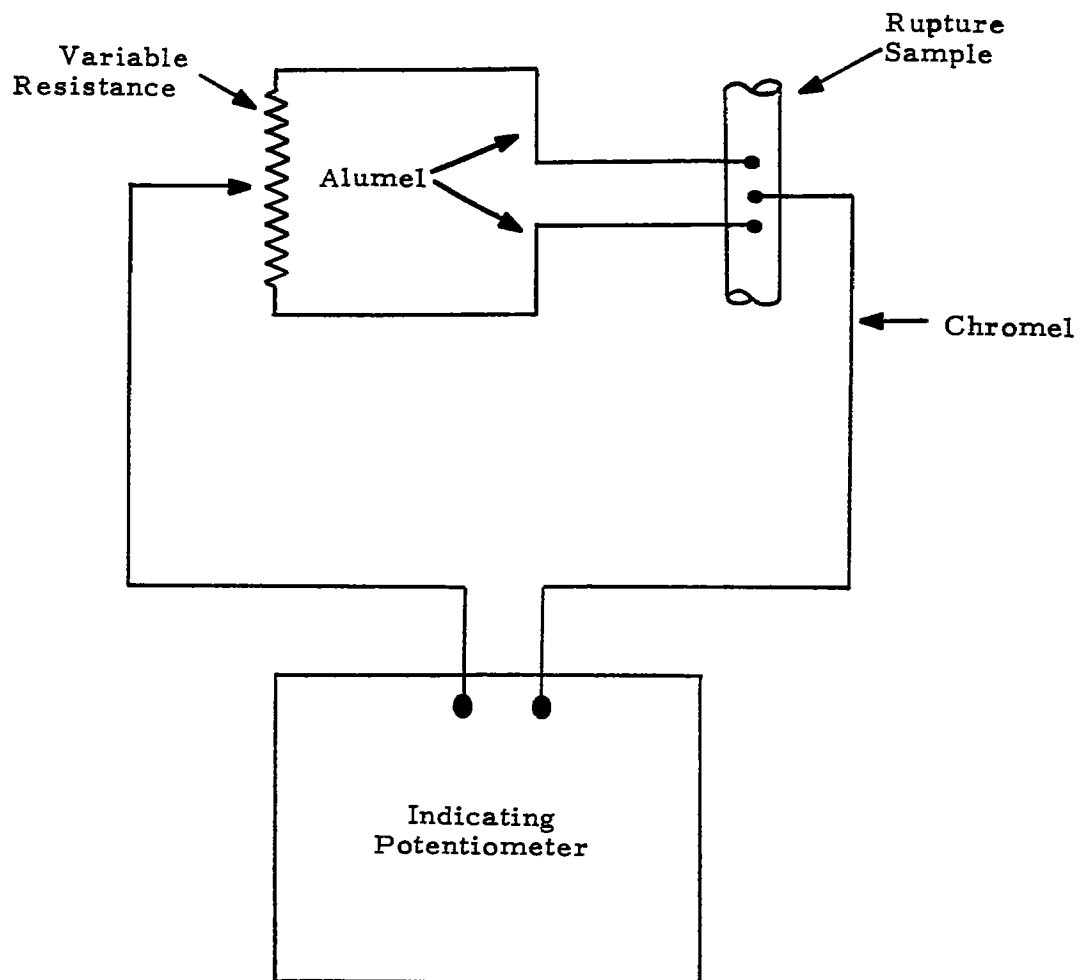 Rupture
Sample
Variable
Resistance
Alumel
Chromel
Indicating
Potentiometer